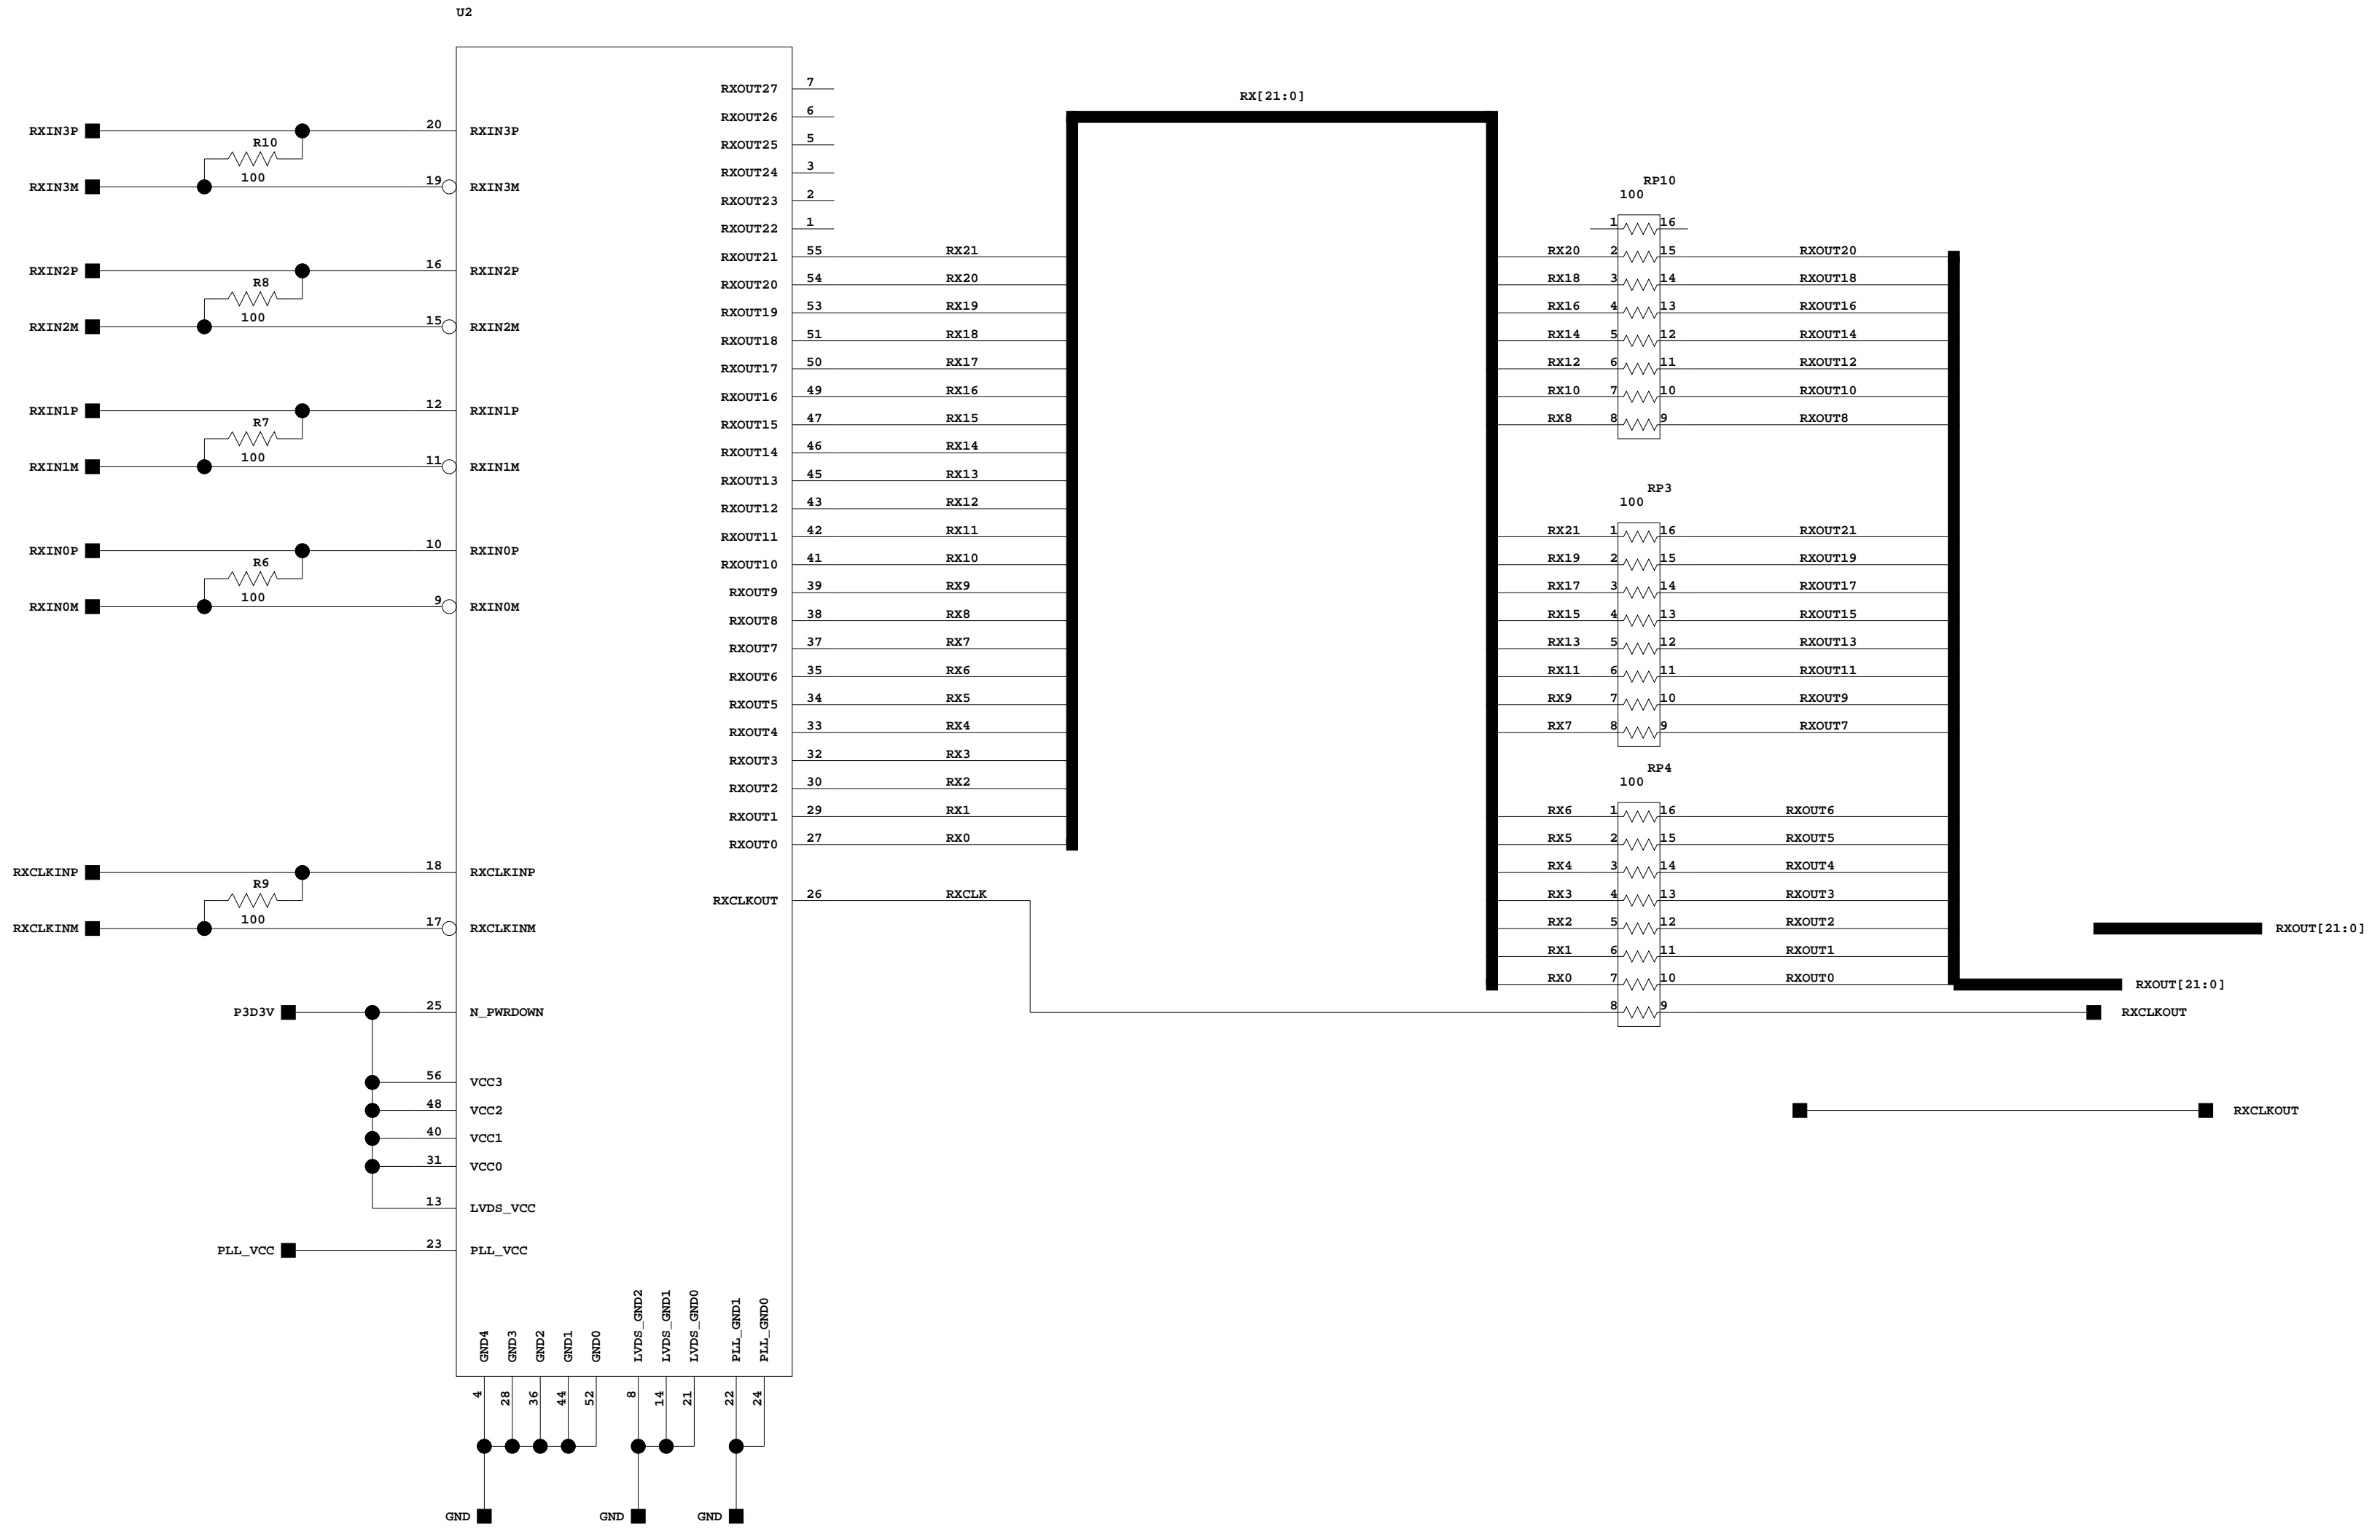 U2
RXOUT27 7
RX[21:0]
RXOUT26 6
RXIN3P 20 RXIN3P
RXOUT25 5
R10
RXOUT24 3
100
RXIN3M 19 RXIN3M
RP10
RXOUT23 2
100
RXOUT22 1
1 16
RXOUT21 55 RX21
RX20 2 15 RXOUT20
RXIN2P 16 RXIN2P
R8
RXOUT20 54 RX20
RX18 3 14 RXOUT18
RXOUT19 53 RX19
RX16 4 13 RXOUT16
100
RXIN2M 15 RXIN2M
RXOUT18 51 RX18
RX14 5 12 RXOUT14
RXOUT17 50 RX17
RX12 6 11 RXOUT12
RXOUT16 49 RX16
RX10 7 10 RXOUT10
RXIN1P 12 RXIN1P
RXOUT15 47 RX15
RX8 8 9 RXOUT8
R7
RXOUT14 46 RX14
100
RXIN1M 11 RXIN1M
RXOUT13 45 RX13
RP3
100
RXOUT12 43 RX12
RXOUT11 42 RX11
RX21 1 16 RXOUT21
RXIN0P 10 RXIN0P
R6
RXOUT10 41 RX10
RX19 2 15 RXOUT19
RXOUT9 39 RX9
RX17 3 14 RXOUT17
100
RXIN0M 9 RXIN0M
RXOUT8 38 RX8
RX15 4 13 RXOUT15
RXOUT7 37 RX7
RX13 5 12 RXOUT13
RXOUT6 35 RX6
RX11 6 11 RXOUT11
RXOUT5 34 RX5
RX9 7 10 RXOUT9
RXOUT4 33 RX4
RX7 8 9 RXOUT7
RXOUT3 32 RX3
RP4
100
RXOUT2 30 RX2
RXOUT1 29 RX1
RX6 1 16 RXOUT6
RXOUT0 27 RX0
RX5 2 15 RXOUT5
RXCLKINP 18 RXCLKINP
RX4 3 14 RXOUT4
R9
RXCLKOUT 26 RXCLK
RX3 4 13 RXOUT3
100
RXCLKINM 17 RXCLKINM
RX2 5 12 RXOUT2
RXOUT[21:0]
RX1 6 11 RXOUT1
RX0 7 10 RXOUT0
RXOUT[21:0]
P3D3V 25 N_PWRDOWN
8 9 RXCLKOUT
56 VCC3
48 VCC2
RXCLKOUT
40 VCC1
31 VCC0
13 LVDS_VCC
PLL_VCC 23 PLL_VCC
GND4 GND3 GND2 GND1 GND0 LVDS_GND2 LVDS_GND1 LVDS_GND0 PLL_GND1 PLL_GND0
4 28 36 44 52 8 14 21 22 24
GND GND GND